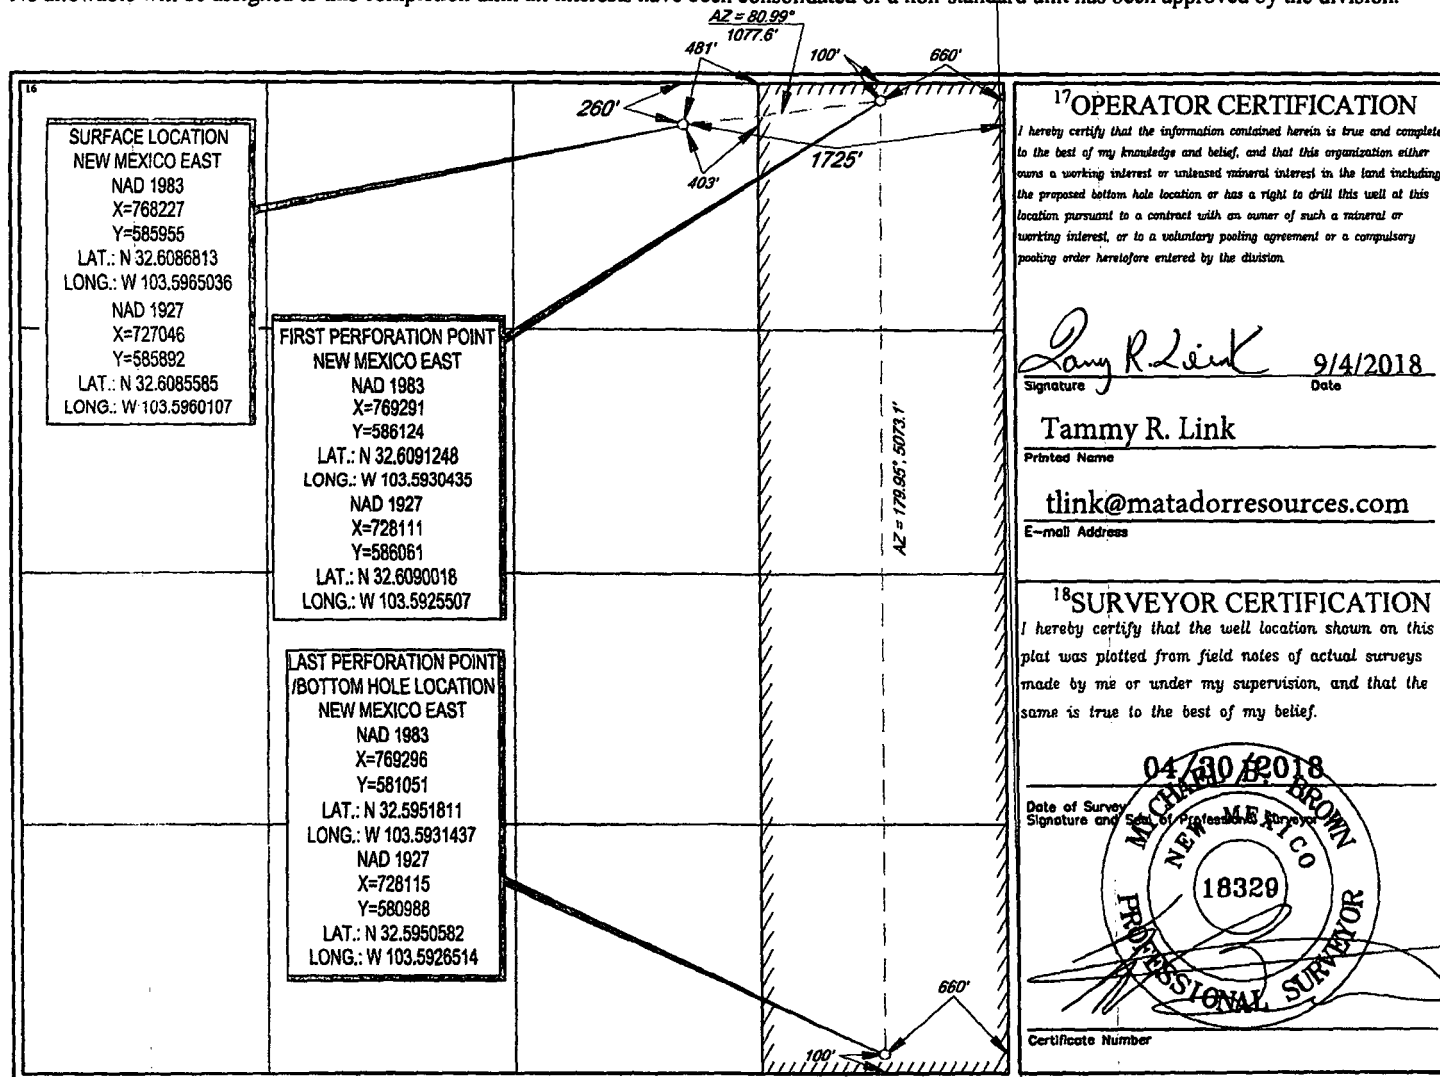 AZ = 80.99°
1077.6'
481'
100'
660'
260'
1725'
403'
16
SURFACE LOCATION
NEW MEXICO EAST
NAD 1983
X=768227
Y=585955
LAT.: N 32.6086813
LONG.: W 103.5965036
NAD 1927
X=727046
Y=585892
LAT.: N 32.6085585
LONG.: W 103.5960107
FIRST PERFORATION POINT
NEW MEXICO EAST
NAD 1983
X=769291
Y=586124
LAT.: N 32.6091248
LONG.: W 103.5930435
NAD 1927
X=728111
Y=586061
LAT.: N 32.6090018
LONG.: W 103.5925507
AZ = 179.95°, 5073.1'
LAST PERFORATION POINT
/BOTTOM HOLE LOCATION
NEW MEXICO EAST
NAD 1983
X=769296
Y=581051
LAT.: N 32.5951811
LONG.: W 103.5931437
NAD 1927
X=728115
Y=580988
LAT.: N 32.5950582
LONG.: W 103.5926514
660'
100'
17 OPERATOR CERTIFICATION
I hereby certify that the information contained herein is true and complete
to the best of my knowledge and belief, and that this organization either
owns a working interest or unleased mineral interest in the land including
the proposed bottom hole location or has a right to drill this well at this
location pursuant to a contract with an owner of such a mineral or
working interest, or to a voluntary pooling agreement or a compulsory
pooling order heretofore entered by the division.
9/4/2018
Signature Date
Tammy R. Link
Printed Name
tlink@matadorresources.com
E-mail Address
18 SURVEYOR CERTIFICATION
I hereby certify that the well location shown on this
plat was plotted from field notes of actual surveys
made by me or under my supervision, and that the
same is true to the best of my belief.
04/30/2018
Date of Survey
Signature and Seal of Professional Surveyor
MICHAEL B. BROWN
NEW MEXICO
18329
PROFESSIONAL SURVEYOR
Certificate Number